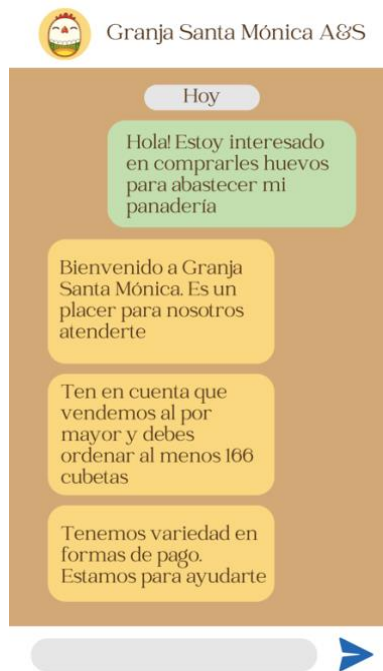 Granja Santa Mónica A&S
Hoy
Hola! Estoy interesado
en comprarles huevos
para abastecer mi
panadería
Bienvenido a Granja
Santa Mónica. Es un
placer para nosotros
atenderte
Ten en cuenta que
vendemos al por
mayor y debes
ordenar al menos 166
cubetas
Tenemos variedad en
formas de pago.
Estamos para ayudarte